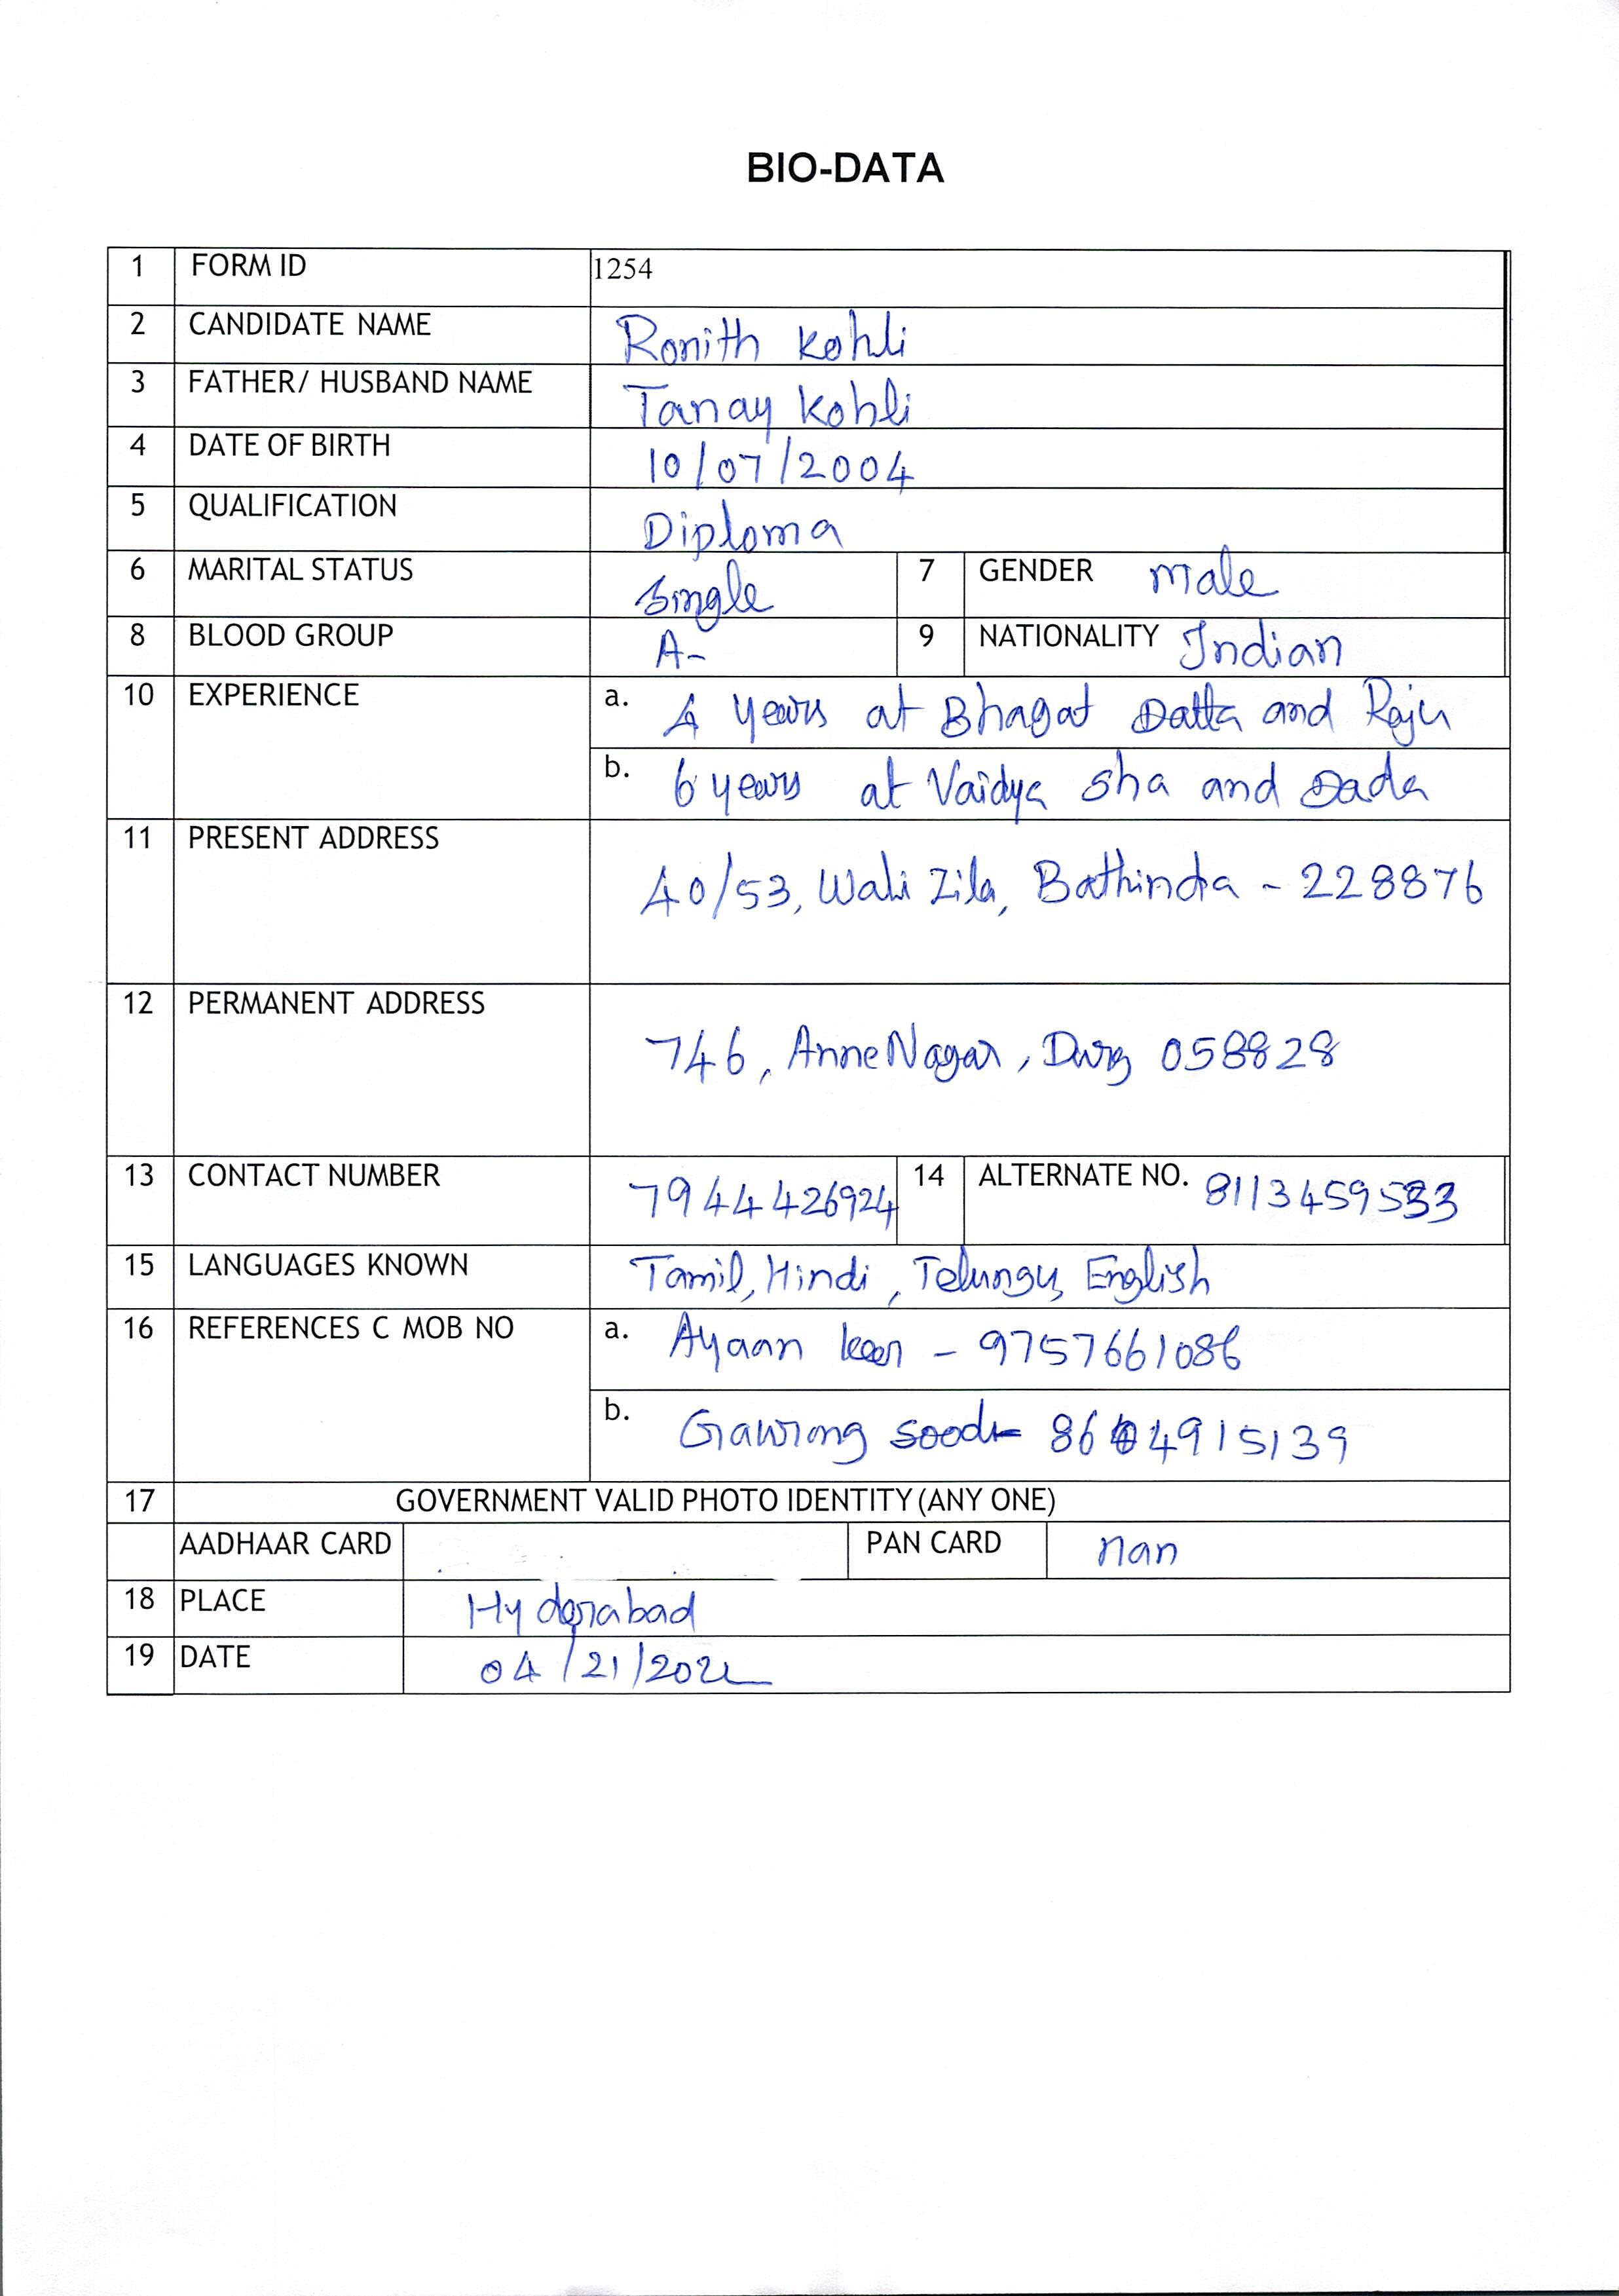 BIO-DATA
1 FORM ID 1254
2 CANDIDATE NAME Ronith Kohli
3 FATHER/ HUSBAND NAME Tanay Kohli
4 DATE OF BIRTH 10/07/2004
5 QUALIFICATION Diploma
6 MARITAL STATUS Single 7 GENDER Male
8 BLOOD GROUP A- 9 NATIONALITY Indian
10 EXPERIENCE a. 4 years at Bhagat Datta and Raju
b. 6 years at Vaidya Sha and Dada
11 PRESENT ADDRESS 40/53, Wali Zila, Bathinda - 228876
12 PERMANENT ADDRESS 746, Anne Nagar, Durg 058828
13 CONTACT NUMBER 7944426924 14 ALTERNATE NO. 8113459533
15 LANGUAGES KNOWN Tamil, Hindi, Telungu, English
16 REFERENCES C MOB NO a. Ayaan - 9757661086
b. Sood - 8604915139
17 GOVERNMENT VALID PHOTO IDENTITY (ANY ONE)
AADHAAR CARD PAN CARD nan
18 PLACE Hyderabad
19 DATE 04/21/2022